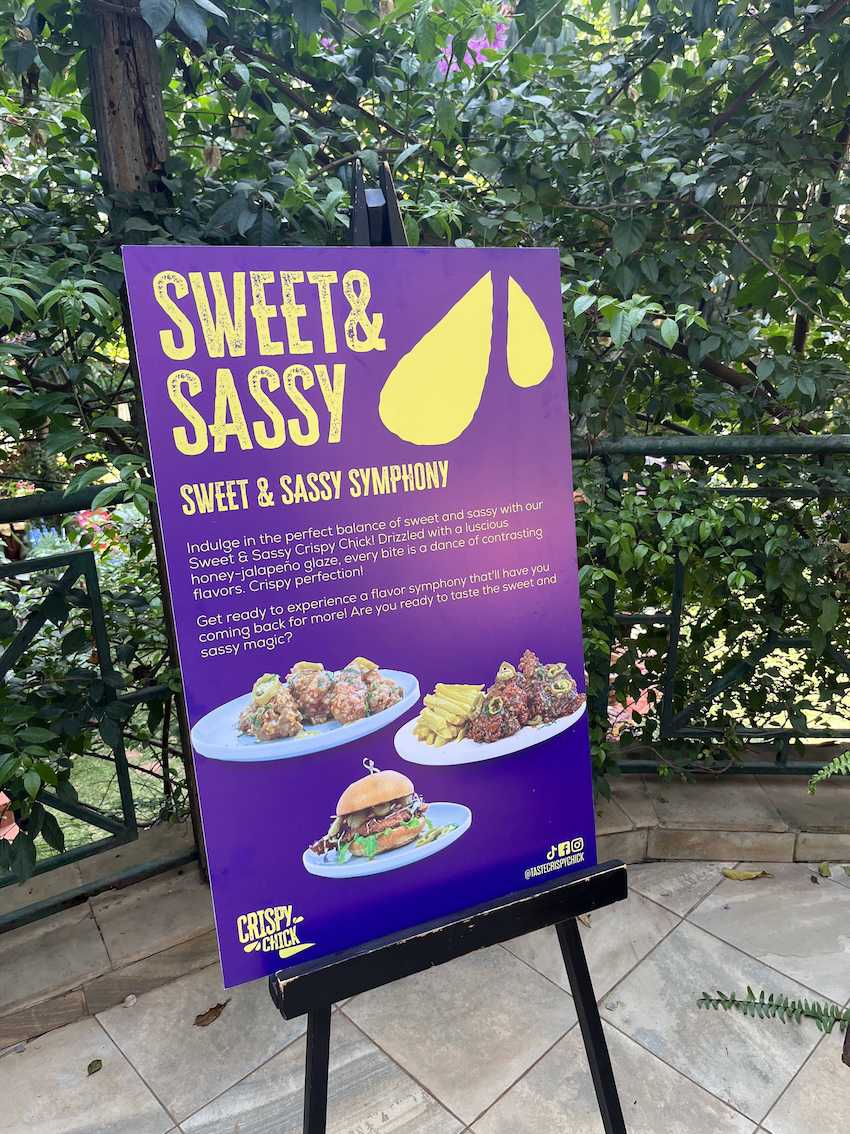 SWEET&
SASSY
SWEET & SASSY SYMPHONY
Indulge in the perfect balance of sweet and sassy with our
Sweet & Sassy Crispy Chick! Drizzled with a luscious
honey-jalapeño glaze, every bite is a dance of contrasting
flavors. Crispy perfection!
Get ready to experience a flavor symphony that'll have you
coming back for more! Are you ready to taste the sweet and
sassy magic?
@TASTECRISPYCHICK
CRISPY
CHICK